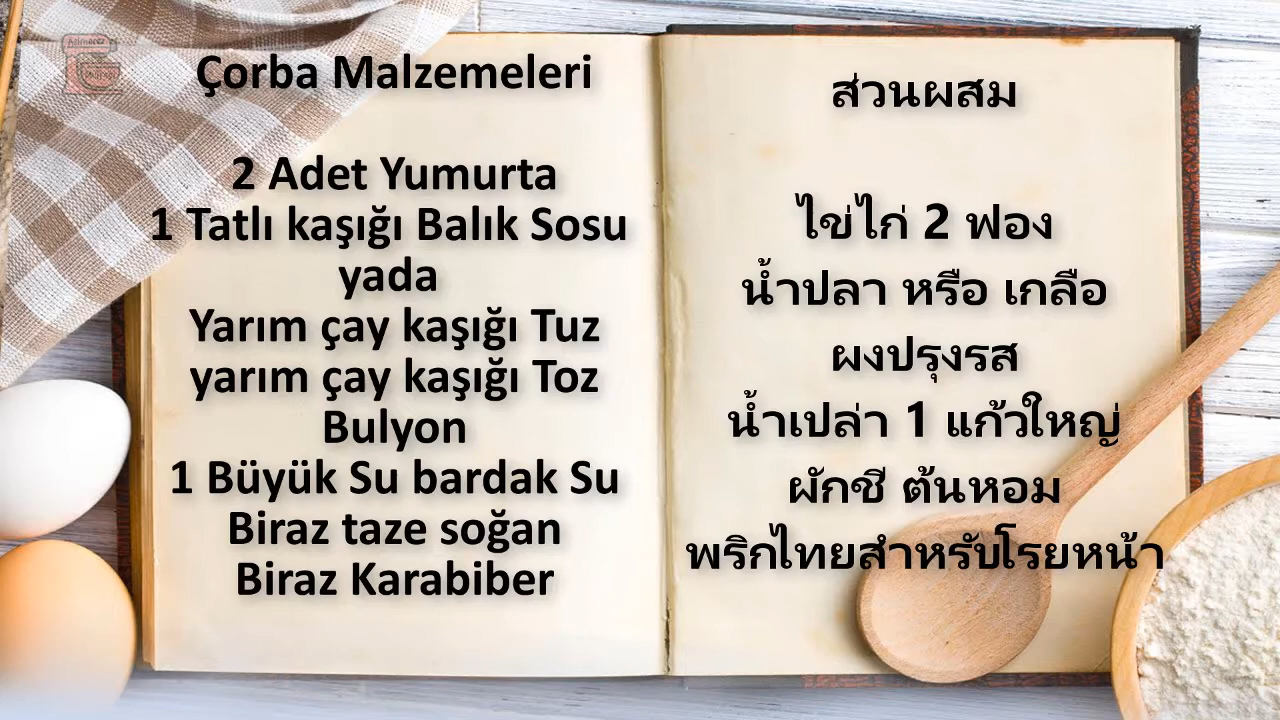 Çorba Malzemeleri
2 Adet Yumurta
1 Tatlı kaşığı Balık Sosu
yada
Yarım çay kaşığı Tuz
yarım çay kaşığı Toz
Bulyon
1 Büyük Su bardak Su
Biraz taze soğan
Biraz Karabiber
ส่วนผสม
ไข่ไก่ 2 ฟอง
น้ำปลา หรือ เกลือ
ผงปรุงรส
น้ำเปล่า 1 แก้วใหญ่
ผักชี ต้นหอม
พริกไทยสำหรับโรยหน้า